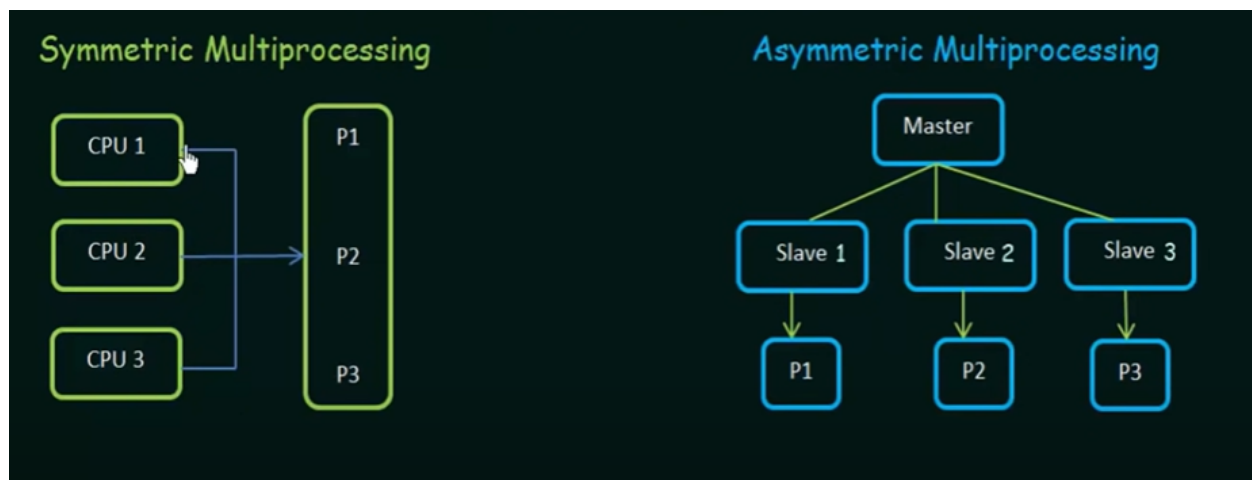 Symmetric Multiprocessing
CPU 1
CPU 2
CPU 3
P1
P2
P3
Asymmetric Multiprocessing
Master
Slave 1
Slave 2
Slave 3
P1
P2
P3